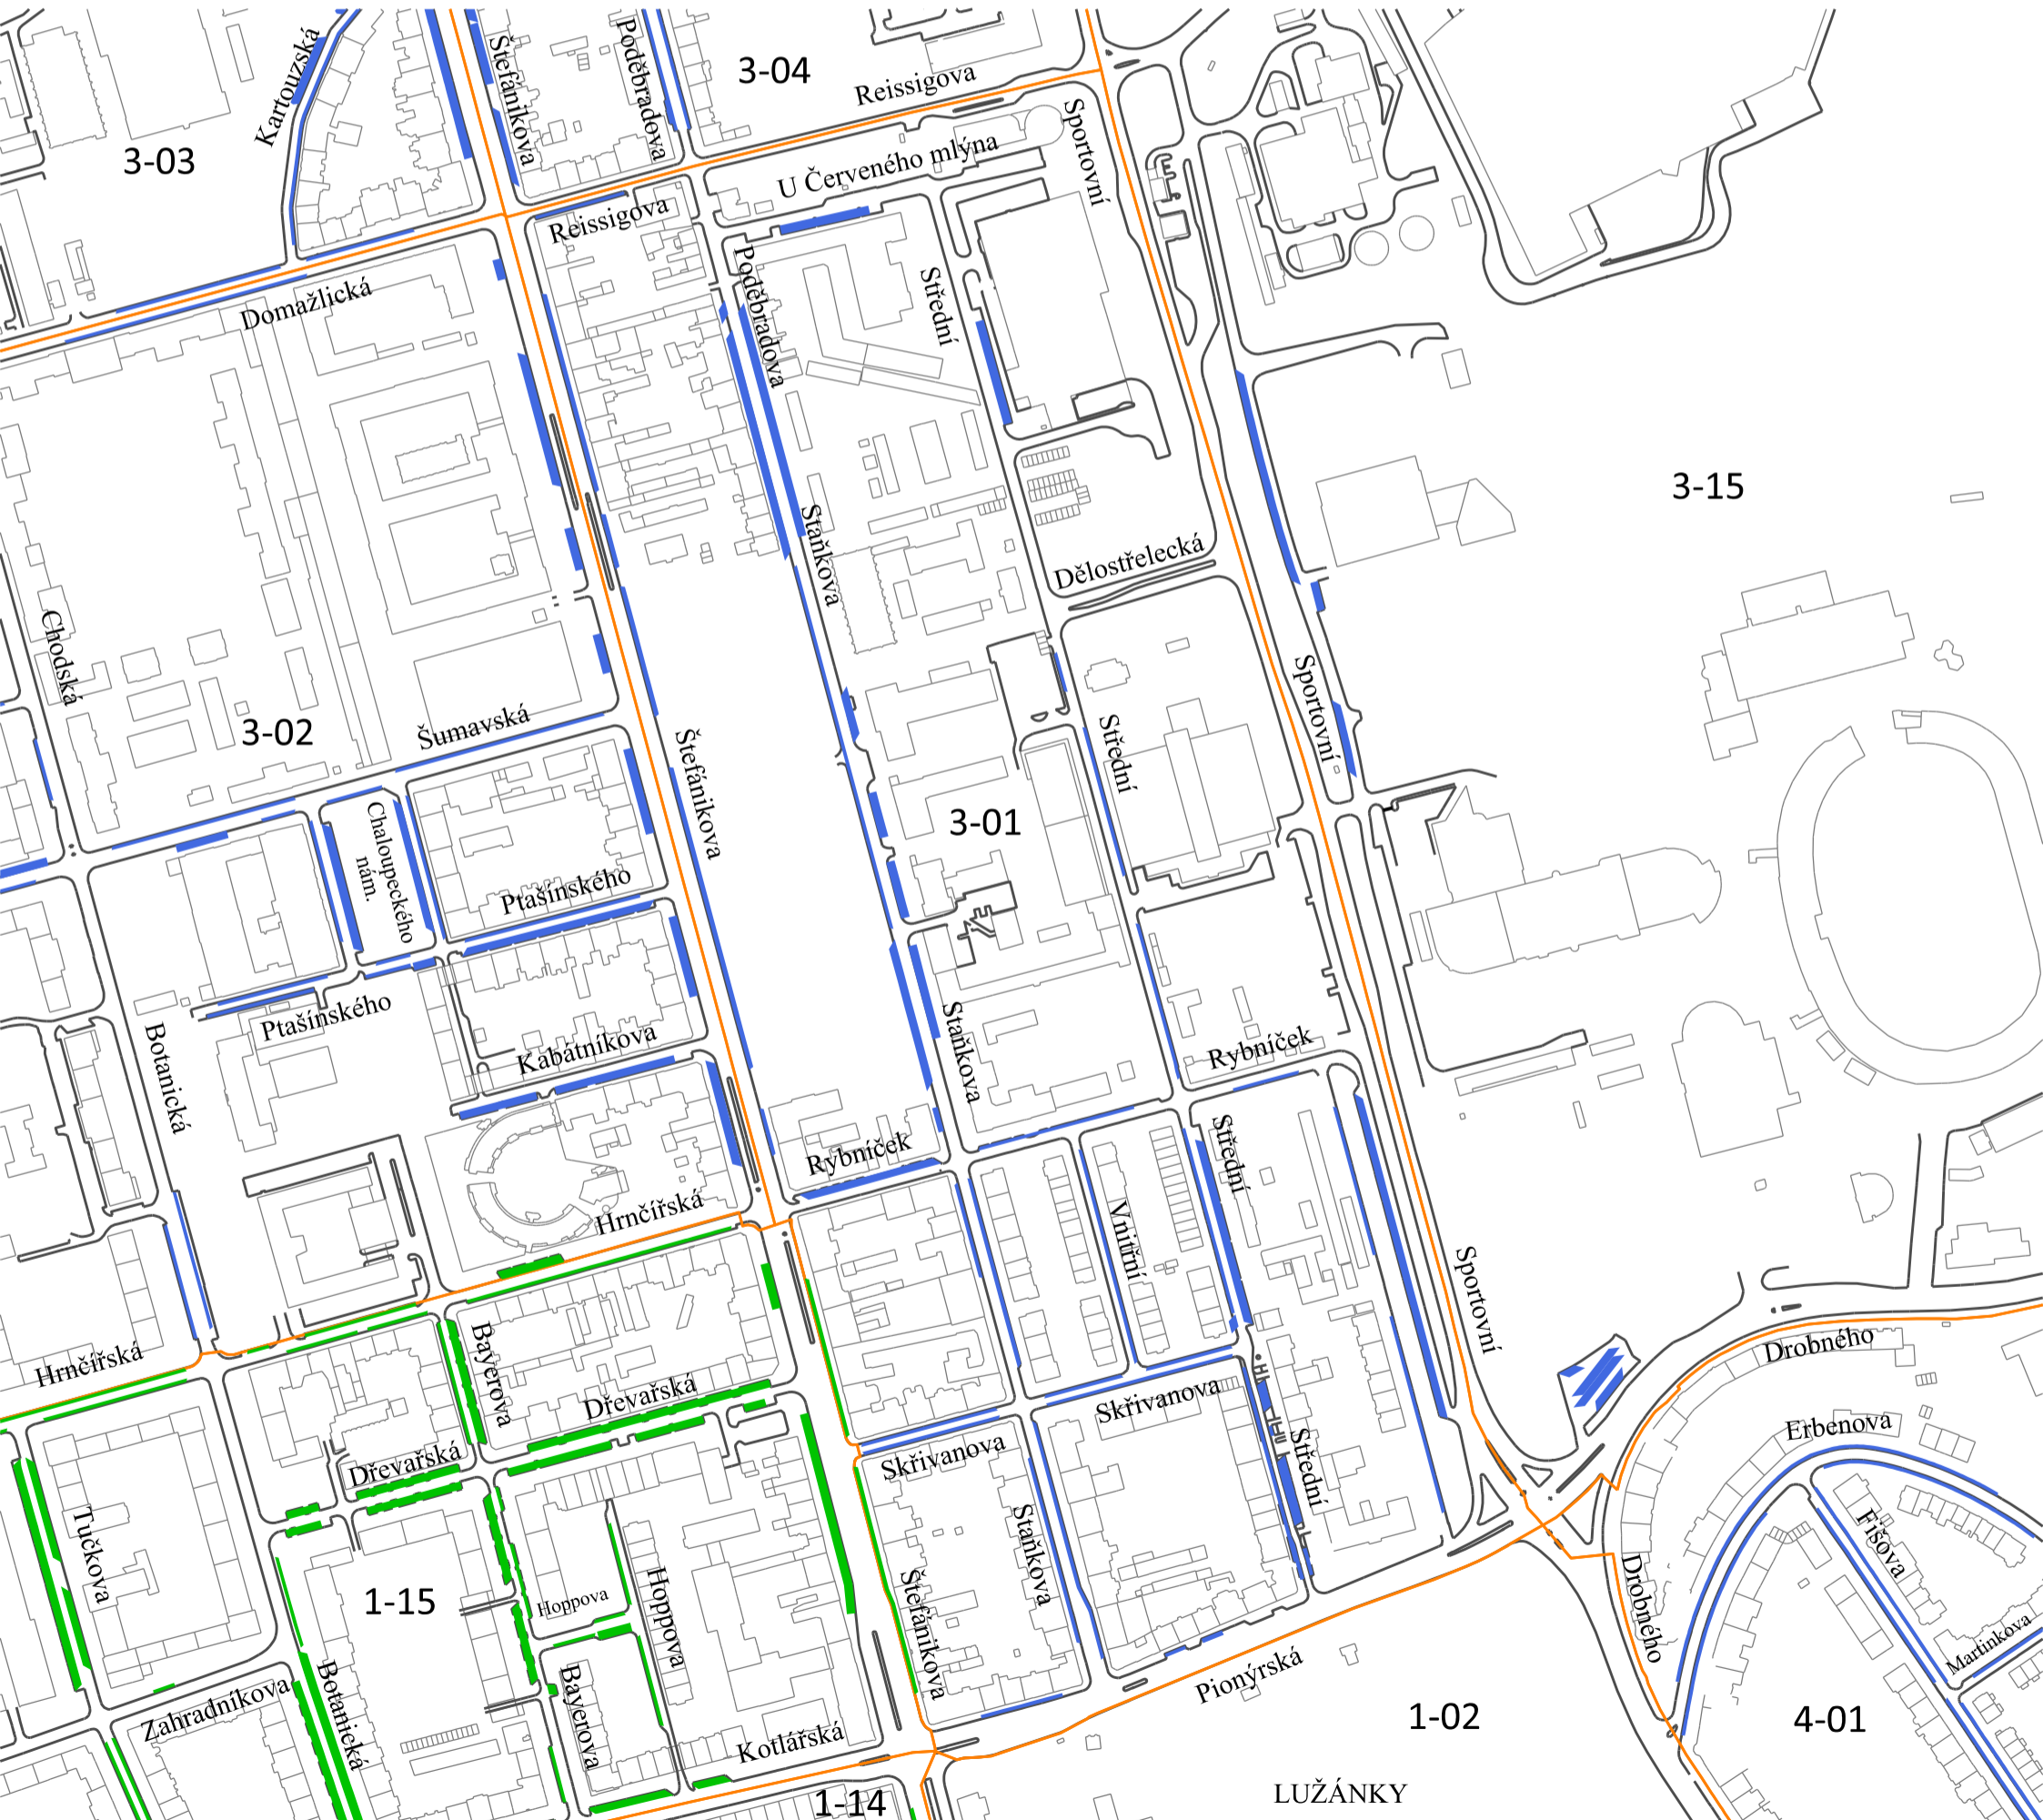 Kartouzská
Štefánikova
Poděbradova
3-04
Reissigova
Sportovní
3-03
U Červeného mlýna
Reissigova
Domažlická
Poděbradova
Střední
3-15
Staňkova
Dělostřelecká
Chodská
3-02
Šumavská
Štefánikova
Střední
Sportovní
3-01
Chaloupeckého
nám.
Ptašínského
Ptašínského
Botanická
Kabátníkova
Staňkova
Rybníček
Rybníček
Hrnčířská
Střední
Vnitřní
Sportovní
Hrnčířská
Bayerova
Dřevařská
Skřivanova
Drobného
Erbenova
Dřevařská
Skřivanova
Střední
Tučkova
Staňkova
Fišova
1-15
Hoppova
Hoppova
Štefánikova
Drobného
Martinkova
Zahradníkova
Botanická
Bayerova
Kotlářská
Pionýrská
1-02
4-01
1-14
LUŽÁNKY